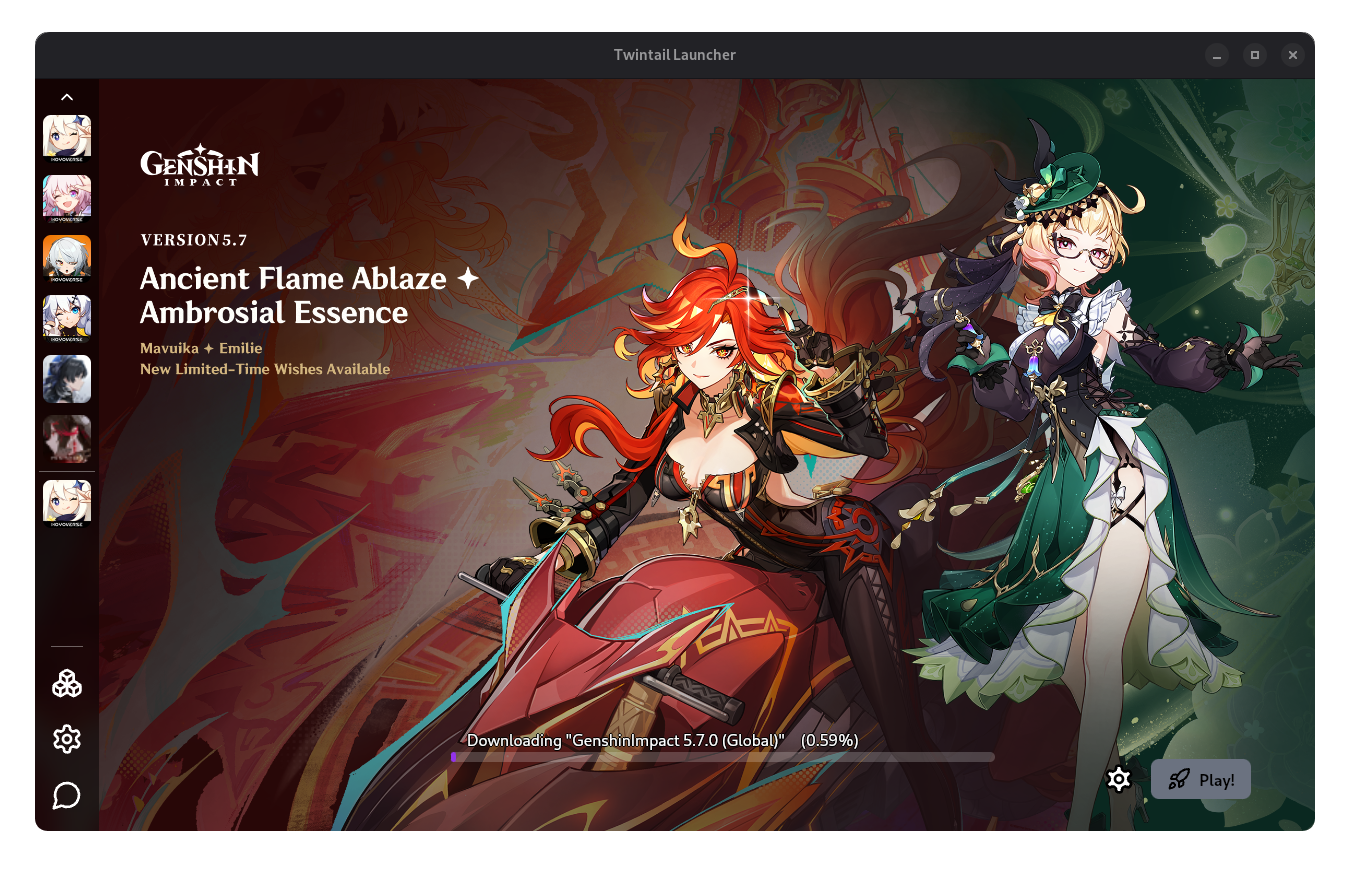 Twintail Launcher
HOYOVERSE
HOYOVERSE
HOYOVERSE
HOYOVERSE
HOYOVERSE
GENSHIN
IMPACT
VERSION 5.7
Ancient Flame Ablaze ✦
Ambrosial Essence
Mavuika ✦ Emilie
New Limited-Time Wishes Available
Downloading "GenshinImpact 5.7.0 (Global)" (0.59%)
Play!